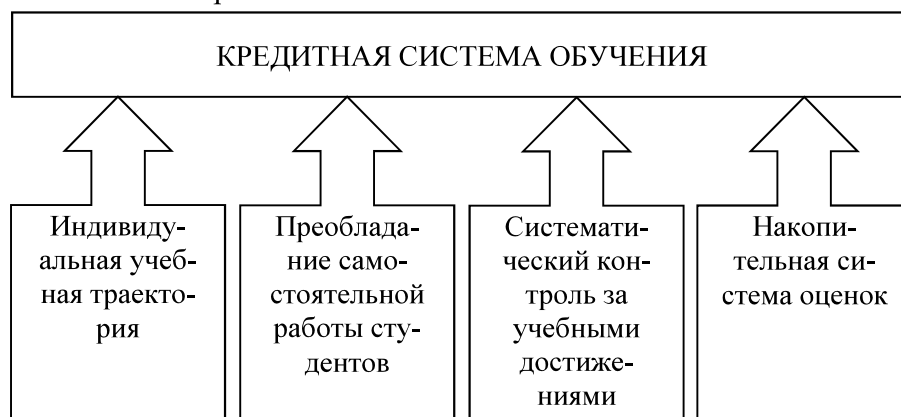 КРЕДИТНАЯ СИСТЕМА ОБУЧЕНИЯ
Индивиду-
альная учеб-
ная траекто-
рия
Преоблада-
ние само-
стоятельной
работы сту-
дентов
Системати-
ческий кон-
троль за
учебными
достиже-
ниями
Накопи-
тельная си-
стема оценок